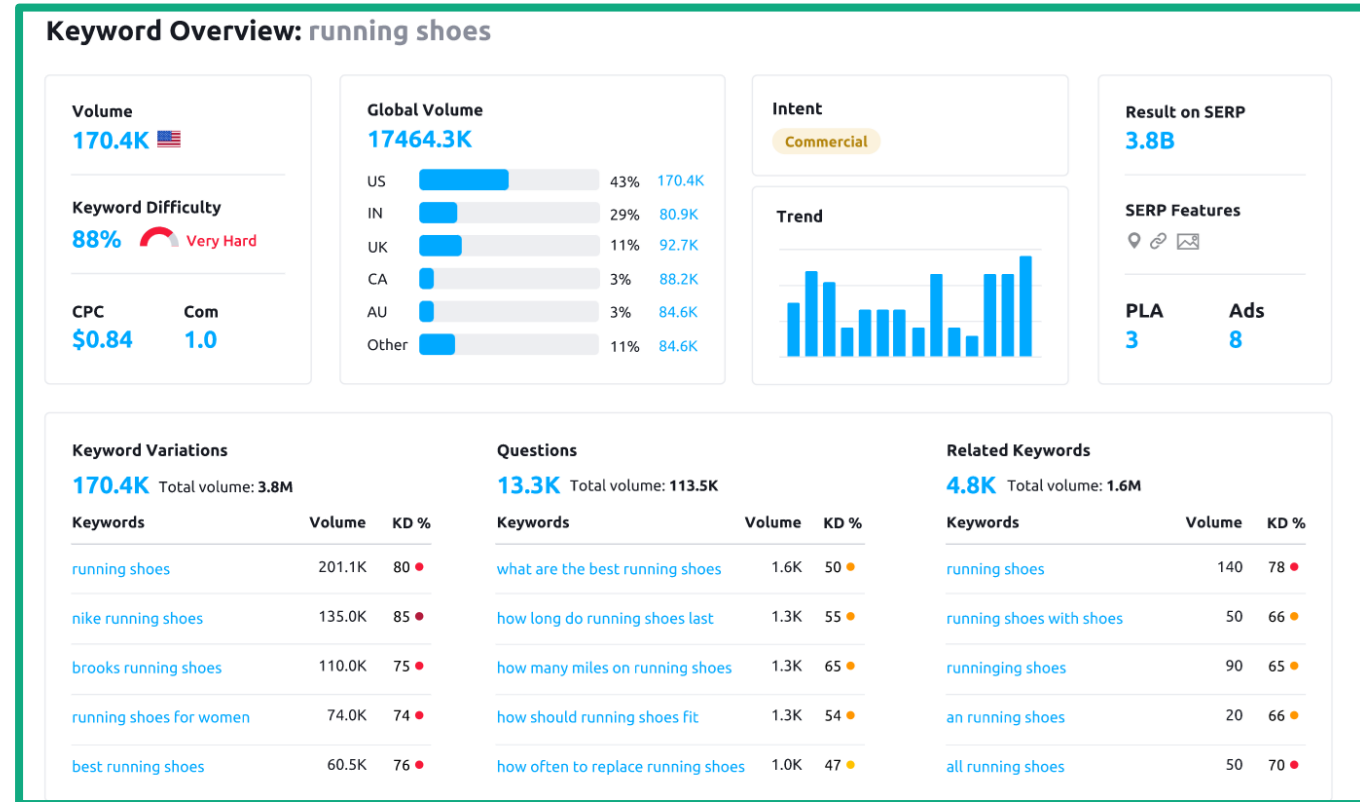 Keyword Overview: running shoes
Volume
170.4K
Keyword Difficulty
88% Very Hard
CPC Com
$0.84 1.0
Global Volume
17464.3K
US 43% 170.4K
IN 29% 80.9K
UK 11% 92.7K
CA 3% 88.2K
AU 3% 84.6K
Other 11% 84.6K
Intent
Commercial
Trend
Result on SERP
3.8B
SERP Features
PLA Ads
3 8
Keyword Variations
170.4K Total volume: 3.8M
Keywords Volume KD %
running shoes 201.1K 80
nike running shoes 135.0K 85
brooks running shoes 110.0K 75
running shoes for women 74.0K 74
best running shoes 60.5K 76
Questions
13.3K Total volume: 113.5K
Keywords Volume KD %
what are the best running shoes 1.6K 50
how long do running shoes last 1.3K 55
how many miles on running shoes 1.3K 65
how should running shoes fit 1.3K 54
how often to replace running shoes 1.0K 47
Related Keywords
4.8K Total volume: 1.6M
Keywords Volume KD %
running shoes 140 78
running shoes with shoes 50 66
runninging shoes 90 65
an running shoes 20 66
all running shoes 50 70